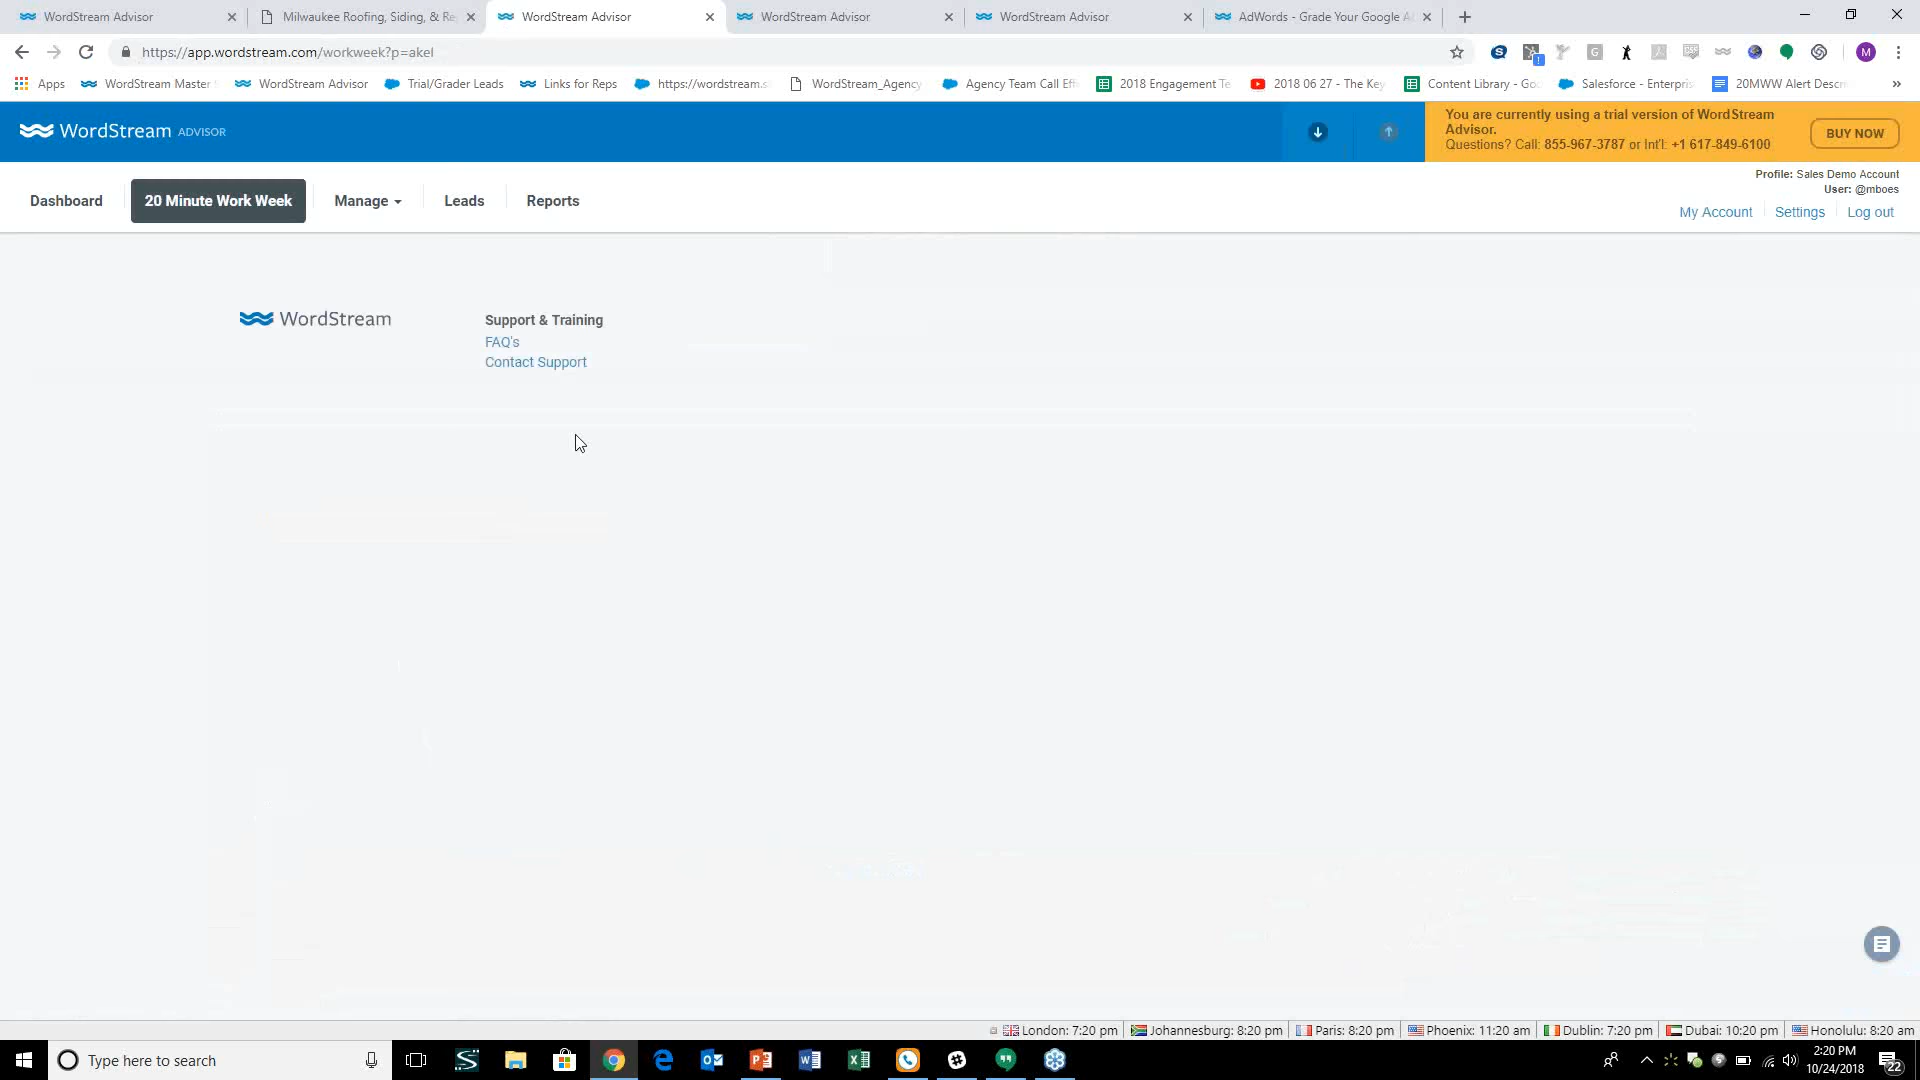 WordStream Advisor
Milwaukee Roofing, Siding, & Re
WordStream Advisor
WordStream Advisor
WordStream Advisor
AdWords - Grade Your Google A
https://app.wordstream.com/workweek?p=akel
M
Apps
WordStream Master
WordStream Advisor
Trial/Grader Leads
Links for Reps
https://wordstream.s
WordStream_Agency
Agency Team Call Eff
2018 Engagement Te
2018 06 27 - The Key
Content Library - Goo
Salesforce - Enterpris
20MWW Alert Descri
WordStream ADVISOR
You are currently using a trial version of WordStream
Advisor.
Questions? Call: 855-967-3787 or Int'l: +1 617-849-6100
BUY NOW
Dashboard
20 Minute Work Week
Manage
Leads
Reports
Profile: Sales Demo Account
User: @mboes
My Account
Settings
Log out
WordStream
Support & Training
FAQ's
Contact Support
London: 7:20 pm
Johannesburg: 8:20 pm
Paris: 8:20 pm
Phoenix: 11:20 am
Dublin: 7:20 pm
Dubai: 10:20 pm
Honolulu: 8:20 am
Type here to search
2:20 PM
10/24/2018
22